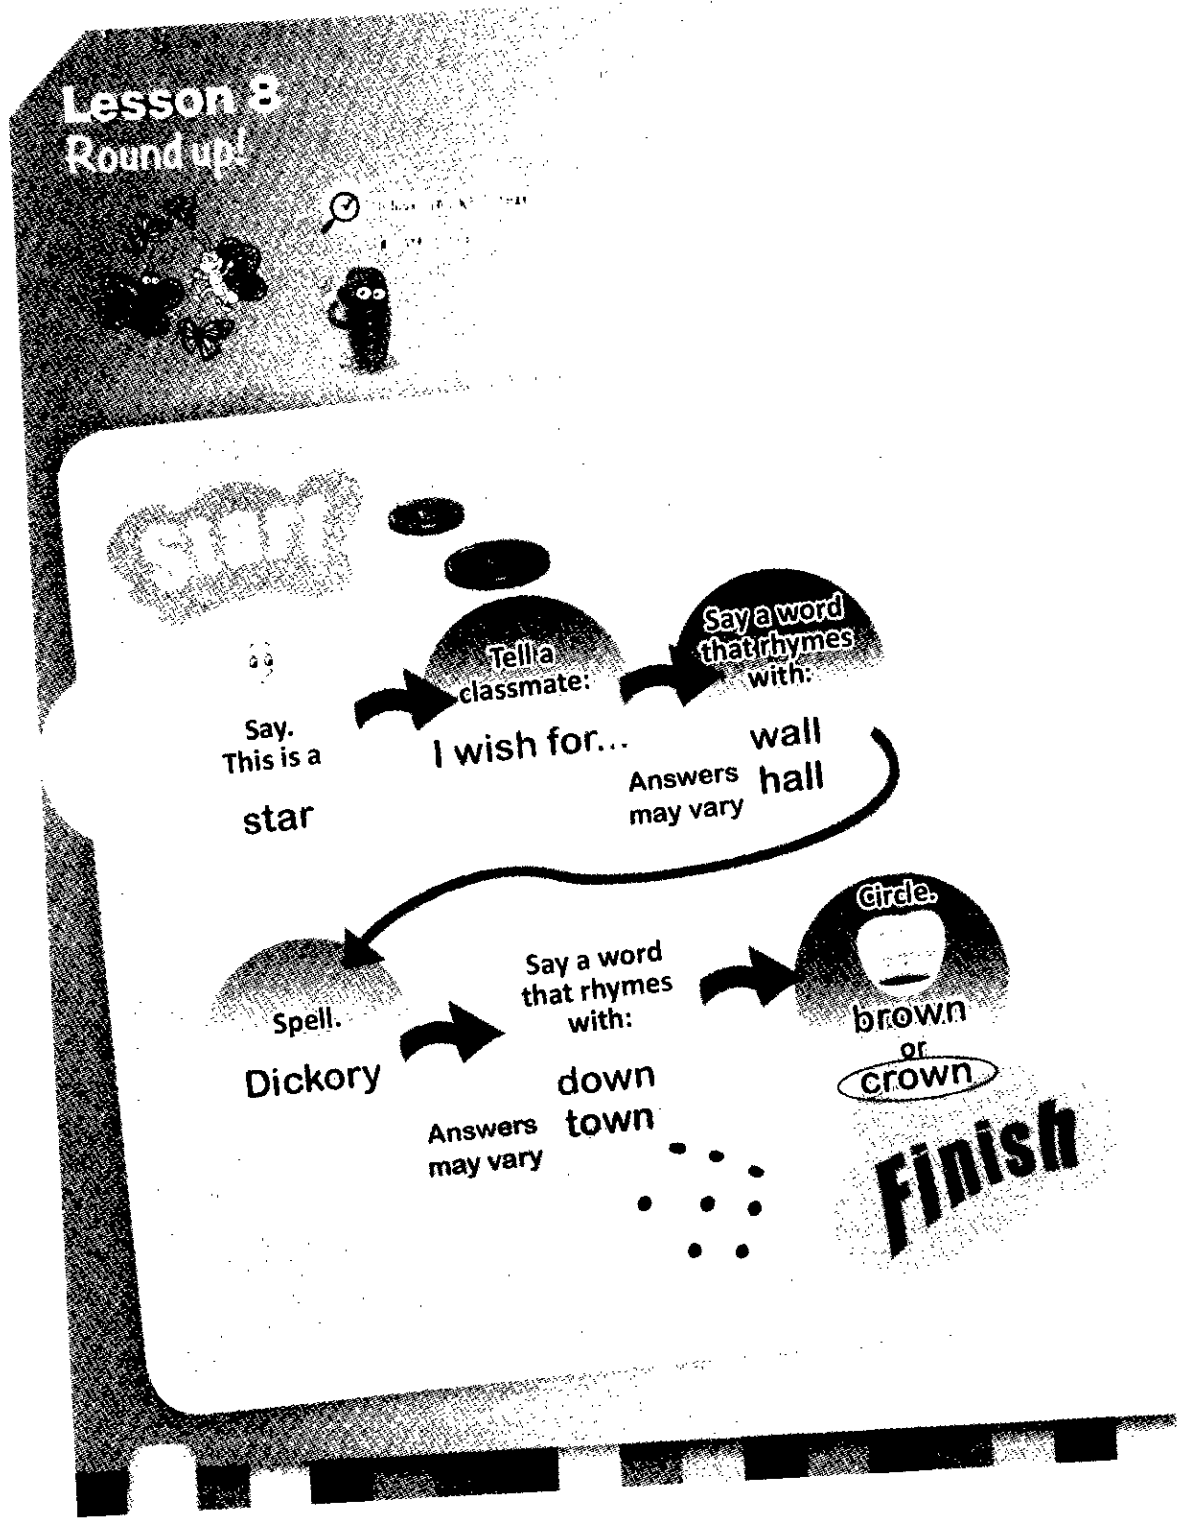 Lesson 8
Round up!
Start
Say.
This is a
star
Tell a
classmate:
I wish for...
Say a word
that rhymes
with:
wall
hall
Answers
may vary
Spell.
Dickory
Say a word
that rhymes
with:
down
town
Answers
may vary
Circle.
brown
or
crown
Finish